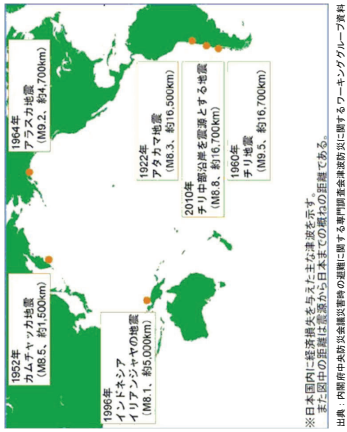 1952年
カムチャッカ地震
(M8.5、約1,500km)
1964年
アラスカ地震
(M9.2、約4,700km)
1996年
インドネシア
イリアンジャヤの地震
(M8.1、約5,000km)
1922年
アタカマ地震
(M8.3、約16,500km)
2010年
チリ中部沿岸を震源とする地震
(M8.8、約16,700km)
1960年
チリ地震
(M9.5、約16,700km)
※日本国内に経済損失を与えた主な津波を示す。
また図中の距離は震源から日本までの概ねの距離である。
出典:内閣府中央防災会議災害時の避難に関する専門調査会津波防災に関するワーキンググループ資料